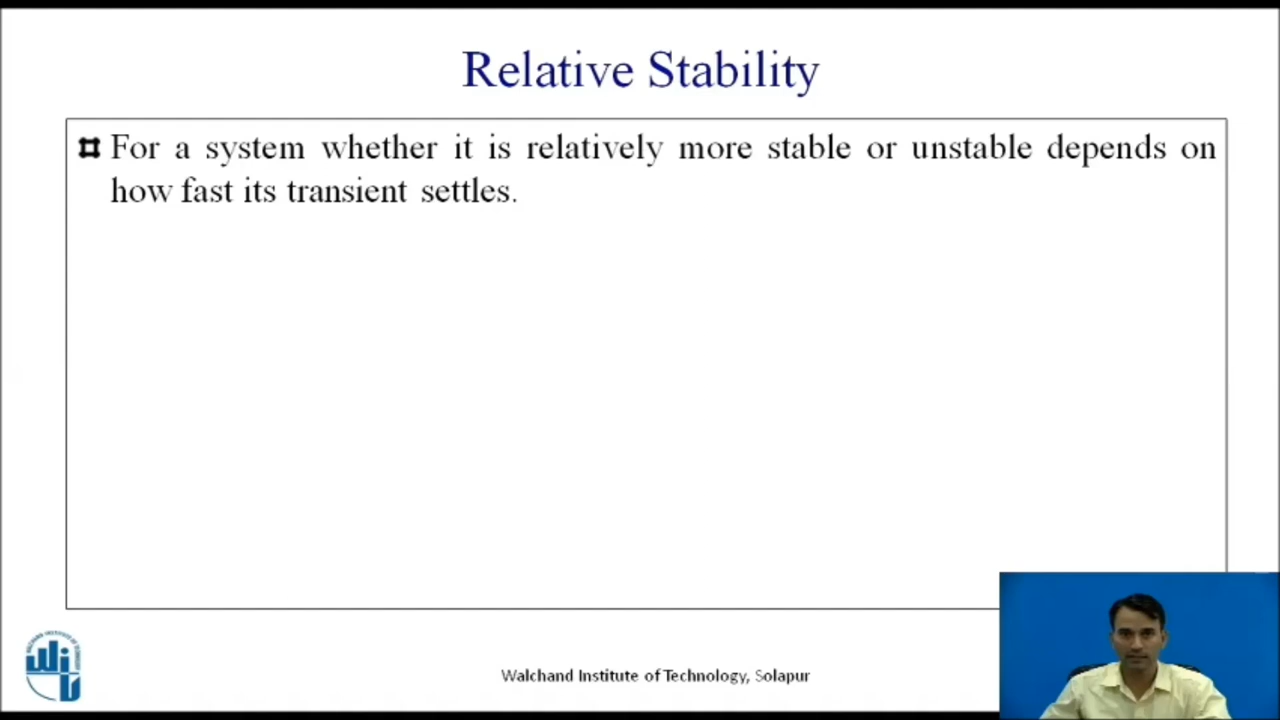 Relative Stability
For a system whether it is relatively more stable or unstable depends on
how fast its transient settles.
Walchand Institute of Technology, Solapur